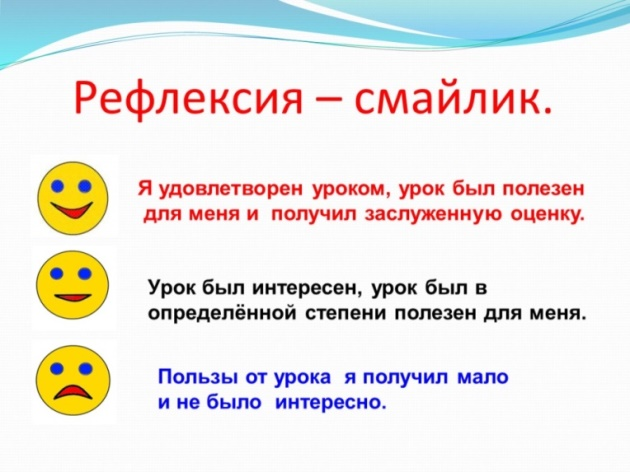 Рефлексия – смайлик.
Я удовлетворен уроком, урок был полезен
для меня и получил заслуженную оценку.
Урок был интересен, урок был в
определённой степени полезен для меня.
Пользы от урока я получил мало
и не было интересно.